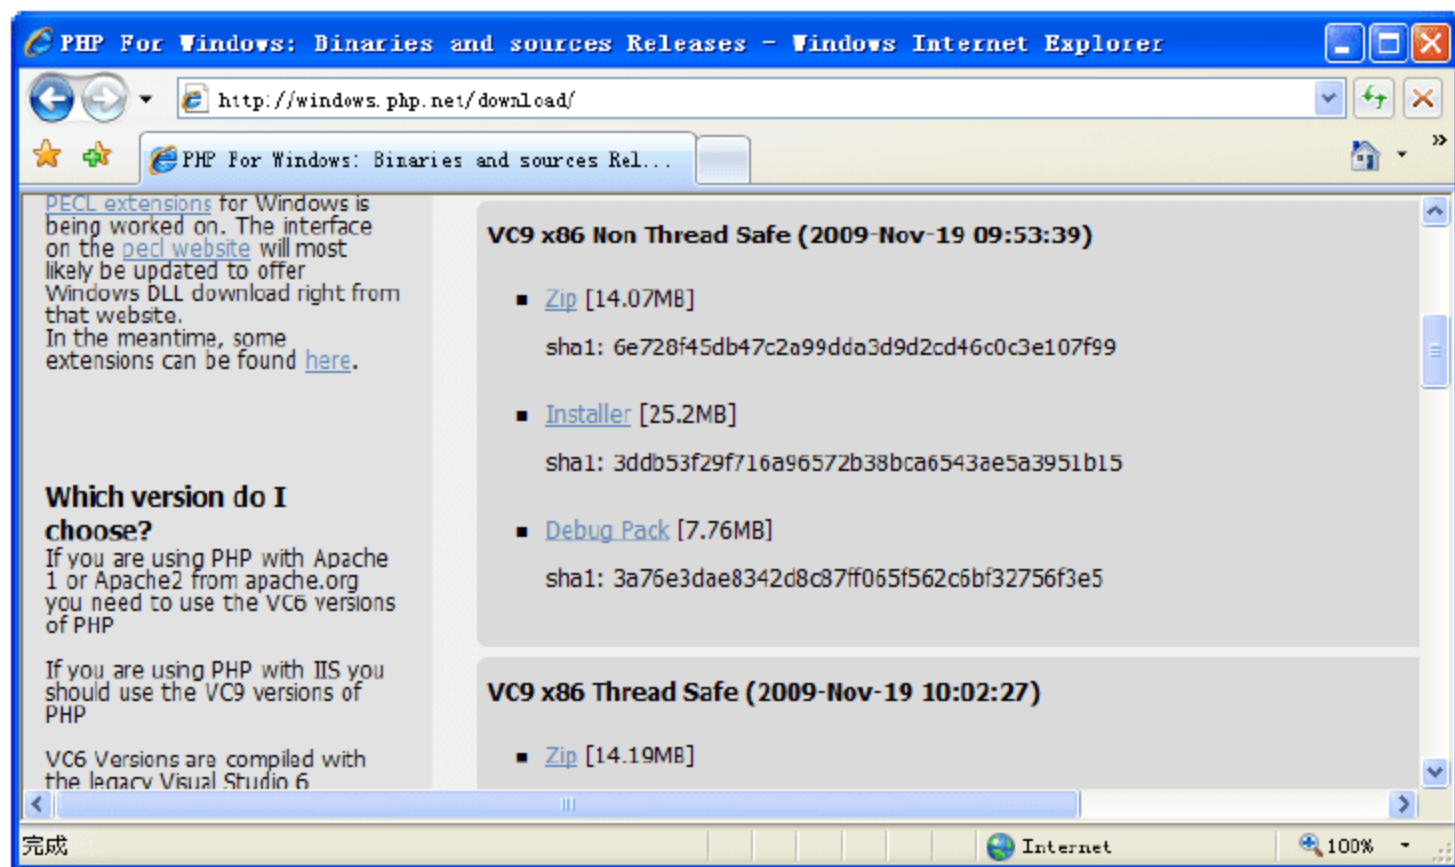 PHP For Windows: Binaries and sources Releases - Windows Internet Explorer
http://windows.php.net/download/
PHP For Windows: Binaries and sources Rel...
PECL extensions for Windows is
being worked on. The interface
on the pecl website will most
likely be updated to offer
Windows DLL download right from
that website.
In the meantime, some
extensions can be found here.
Which version do I
choose?
If you are using PHP with Apache
1 or Apache2 from apache.org
you need to use the VC6 versions
of PHP
If you are using PHP with IIS you
should use the VC9 versions of
PHP
VC6 Versions are compiled with
the legacy Visual Studio 6
VC9 x86 Non Thread Safe (2009-Nov-19 09:53:39)
Zip [14.07MB]
sha1: 6e728f45db47c2a99dda3d9d2cd46c0c3e107f99
Installer [25.2MB]
sha1: 3ddb53f29f716a96572b38bca6543ae5a3951b15
Debug Pack [7.76MB]
sha1: 3a76e3dae8342d8c87ff065f562c6bf32756f3e5
VC9 x86 Thread Safe (2009-Nov-19 10:02:27)
Zip [14.19MB]
完成
Internet
100%